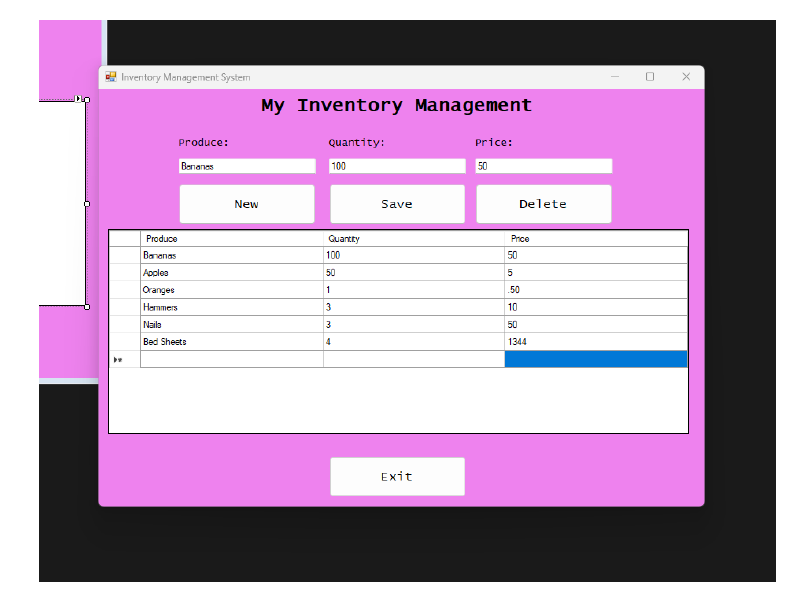 Inventory Management System
My Inventory Management
Produce: Quantity: Price:
Bananas 100 50
New Save Delete
Produce Quantity Price
Bananas 100 50
Apples 50 5
Oranges 1 .50
Hammers 3 10
Nails 3 50
Bed Sheets 4 1344
Exit